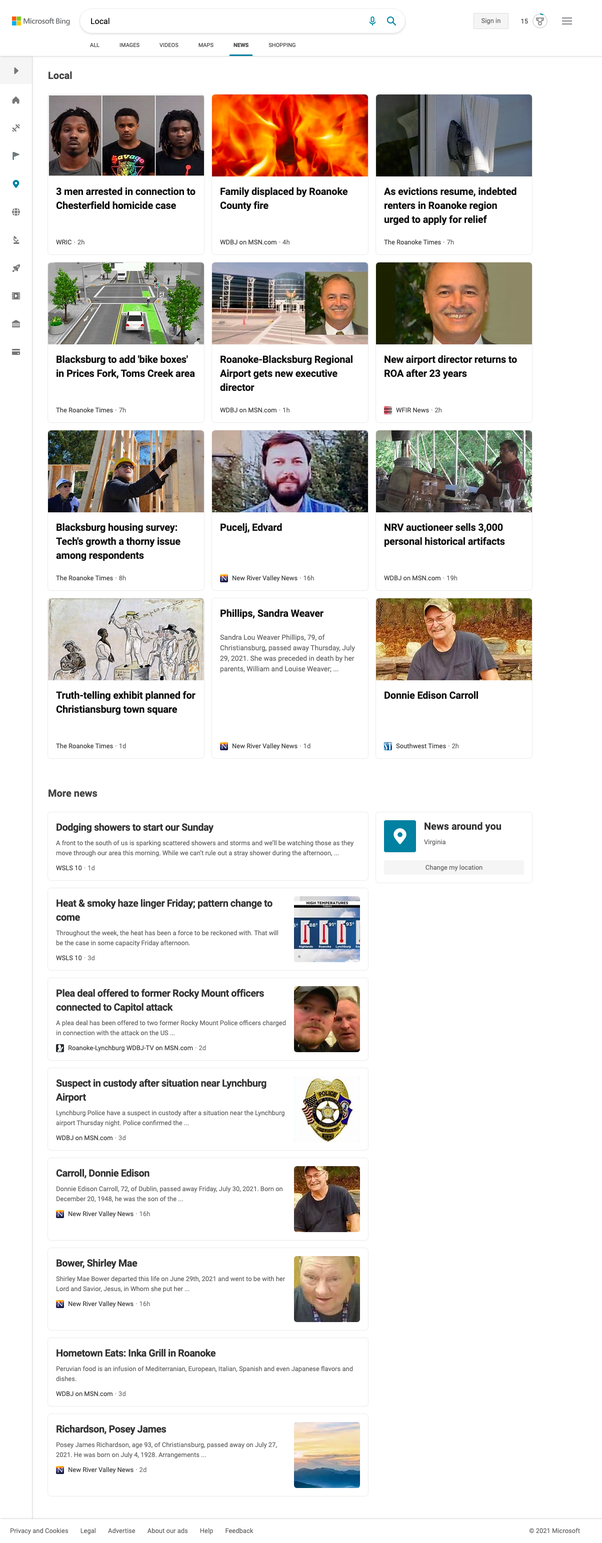 Microsoft Bing
Local
Sign in
15
ALL
IMAGES
VIDEOS
MAPS
NEWS
SHOPPING
Local
3 men arrested in connection to
Chesterfield homicide case
WRIC · 2h
Family displaced by Roanoke
County fire
WDBJ on MSN.com · 4h
As evictions resume, indebted
renters in Roanoke region
urged to apply for relief
The Roanoke Times · 7h
Blacksburg to add 'bike boxes'
in Prices Fork, Toms Creek area
The Roanoke Times · 7h
Roanoke-Blacksburg Regional
Airport gets new executive
director
WDBJ on MSN.com · 1h
New airport director returns to
ROA after 23 years
WFIR News · 2h
Blacksburg housing survey:
Tech's growth a thorny issue
among respondents
The Roanoke Times · 8h
Pucelj, Edvard
New River Valley News · 16h
NRV auctioneer sells 3,000
personal historical artifacts
WDBJ on MSN.com · 19h
Truth-telling exhibit planned for
Christiansburg town square
The Roanoke Times · 1d
Phillips, Sandra Weaver
Sandra Lou Weaver Phillips, 79, of
Christiansburg, passed away Thursday, July
29, 2021. She was preceded in death by her
parents, William and Louise Weaver; ...
New River Valley News · 1d
Donnie Edison Carroll
Southwest Times · 2h
More news
Dodging showers to start our Sunday
A front to the south of us is sparking scattered showers and storms and we'll be watching those as they
move through our area this morning. While we can't rule out a stray shower during the afternoon, ...
WSLS 10 · 1d
News around you
Virginia
Change my location
Heat & smoky haze linger Friday; pattern change to
come
Throughout the week, the heat has been a force to be reckoned with. That will
be the case in some capacity Friday afternoon.
WSLS 10 · 3d
HIGH TEMPERATURES
Plea deal offered to former Rocky Mount officers
connected to Capitol attack
A plea deal has been offered to two former Rocky Mount Police officers charged
in connection with the attack on the US ...
Roanoke-Lynchburg WDBJ-TV on MSN.com · 2d
Suspect in custody after situation near Lynchburg
Airport
Lynchburg Police have a suspect in custody after a situation near the Lynchburg
airport Thursday night. Police confirmed the ...
WDBJ on MSN.com · 3d
Carroll, Donnie Edison
Donnie Edison Carroll, 72, of Dublin, passed away Friday, July 30, 2021. Born on
December 20, 1948, he was the son of the ...
New River Valley News · 16h
Bower, Shirley Mae
Shirley Mae Bower departed this life on June 29th, 2021 and went to be with her
Lord and Savior, Jesus, in Whom she put her ...
New River Valley News · 16h
Hometown Eats: Inka Grill in Roanoke
Peruvian food is an infusion of Mediterranean, European, Italian, Spanish and even Japanese flavors and
dishes.
WDBJ on MSN.com · 3d
Richardson, Posey James
Posey James Richardson, age 93, of Christiansburg, passed away on July 27,
2021. He was born on July 4, 1928. Arrangements ...
New River Valley News · 2d
Privacy and Cookies
Legal
Advertise
About our ads
Help
Feedback
© 2021 Microsoft